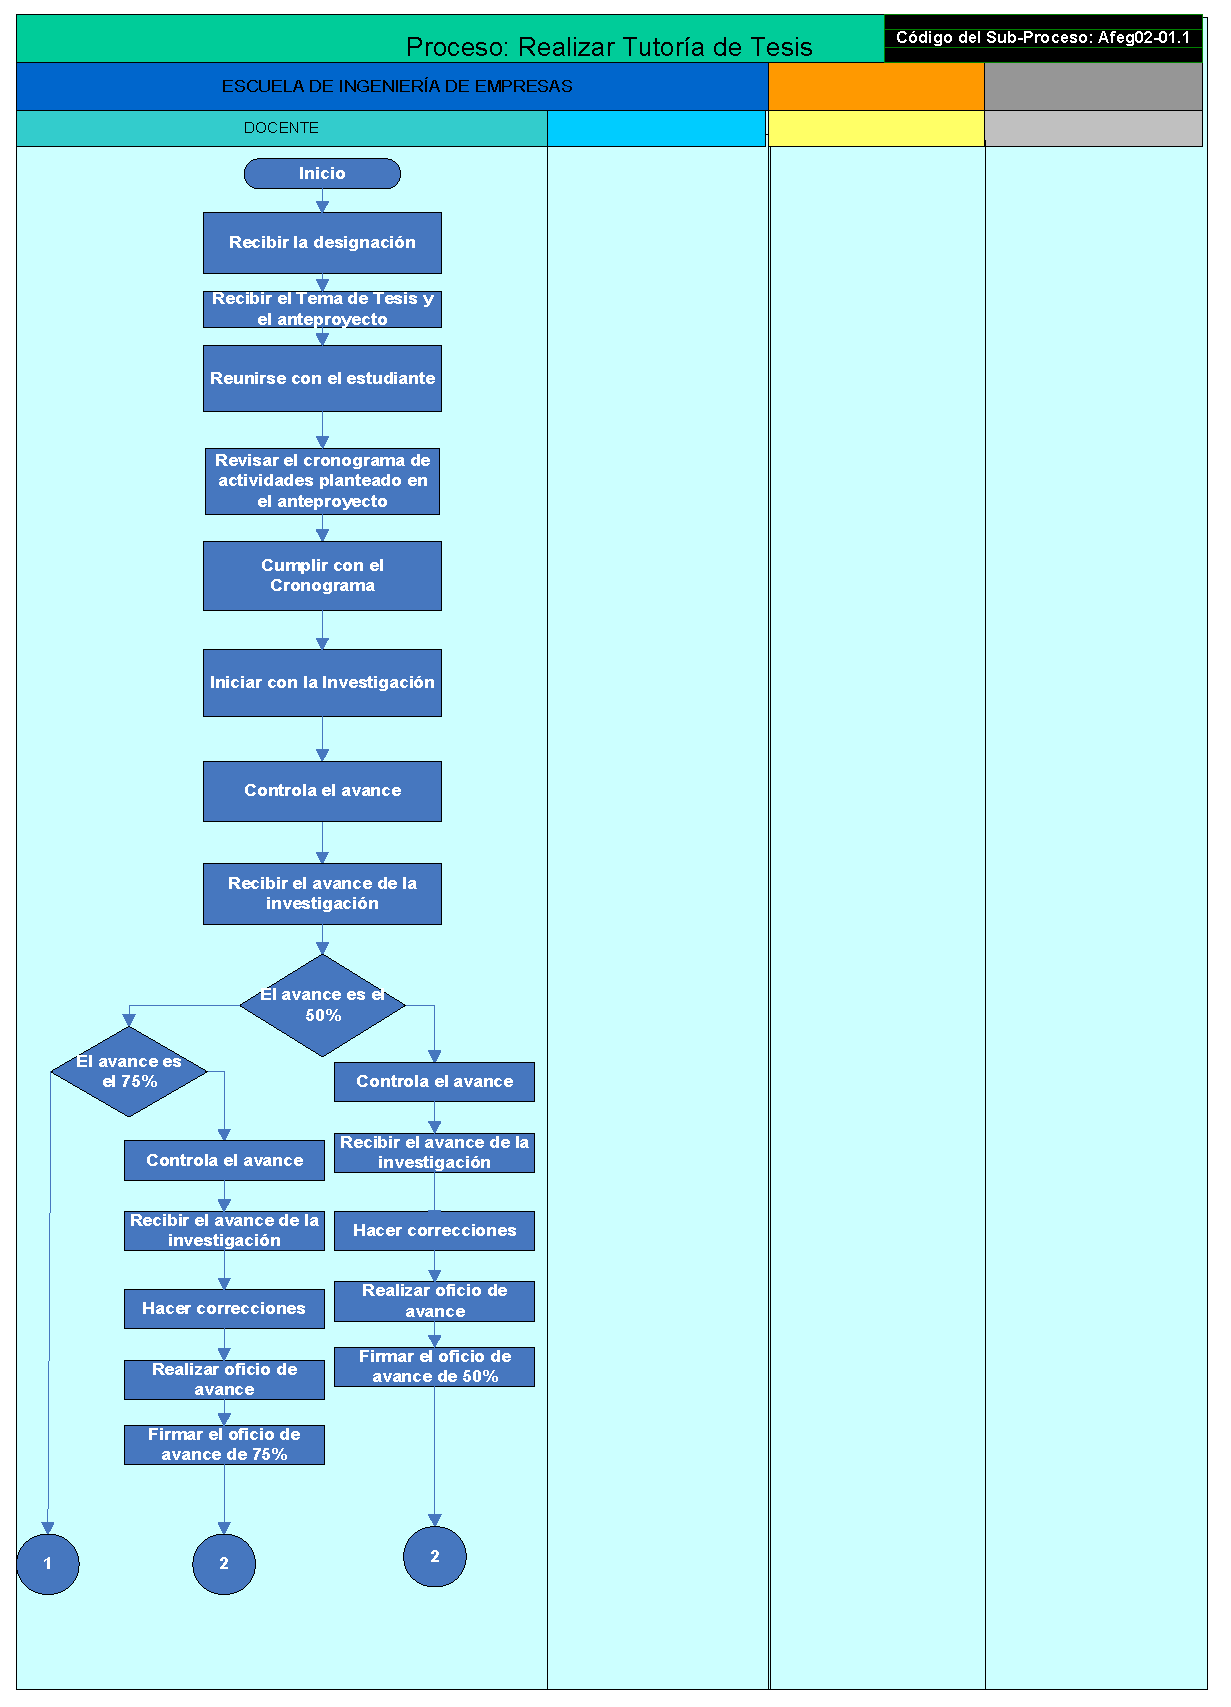 Proceso: Realizar Tutoría de Tesis
Código del Sub-Proceso: Afeg02-01.1
ESCUELA DE INGENIERÍA DE EMPRESAS
DOCENTE
Inicio
Recibir la designación
Recibir el Tema de Tesis y
el anteproyecto
Reunirse con el estudiante
Revisar el cronograma de
actividades planteado en
el anteproyecto
Cumplir con el
Cronograma
Iniciar con la Investigación
Controla el avance
Recibir el avance de la
investigación
El avance es el
50%
El avance es
el 75%
Controla el avance
Recibir el avance de la
investigación
Hacer correcciones
Realizar oficio de
avance
Firmar el oficio de
avance de 50%
Controla el avance
Recibir el avance de la
investigación
Hacer correcciones
Realizar oficio de
avance
Firmar el oficio de
avance de 75%
1
2
2